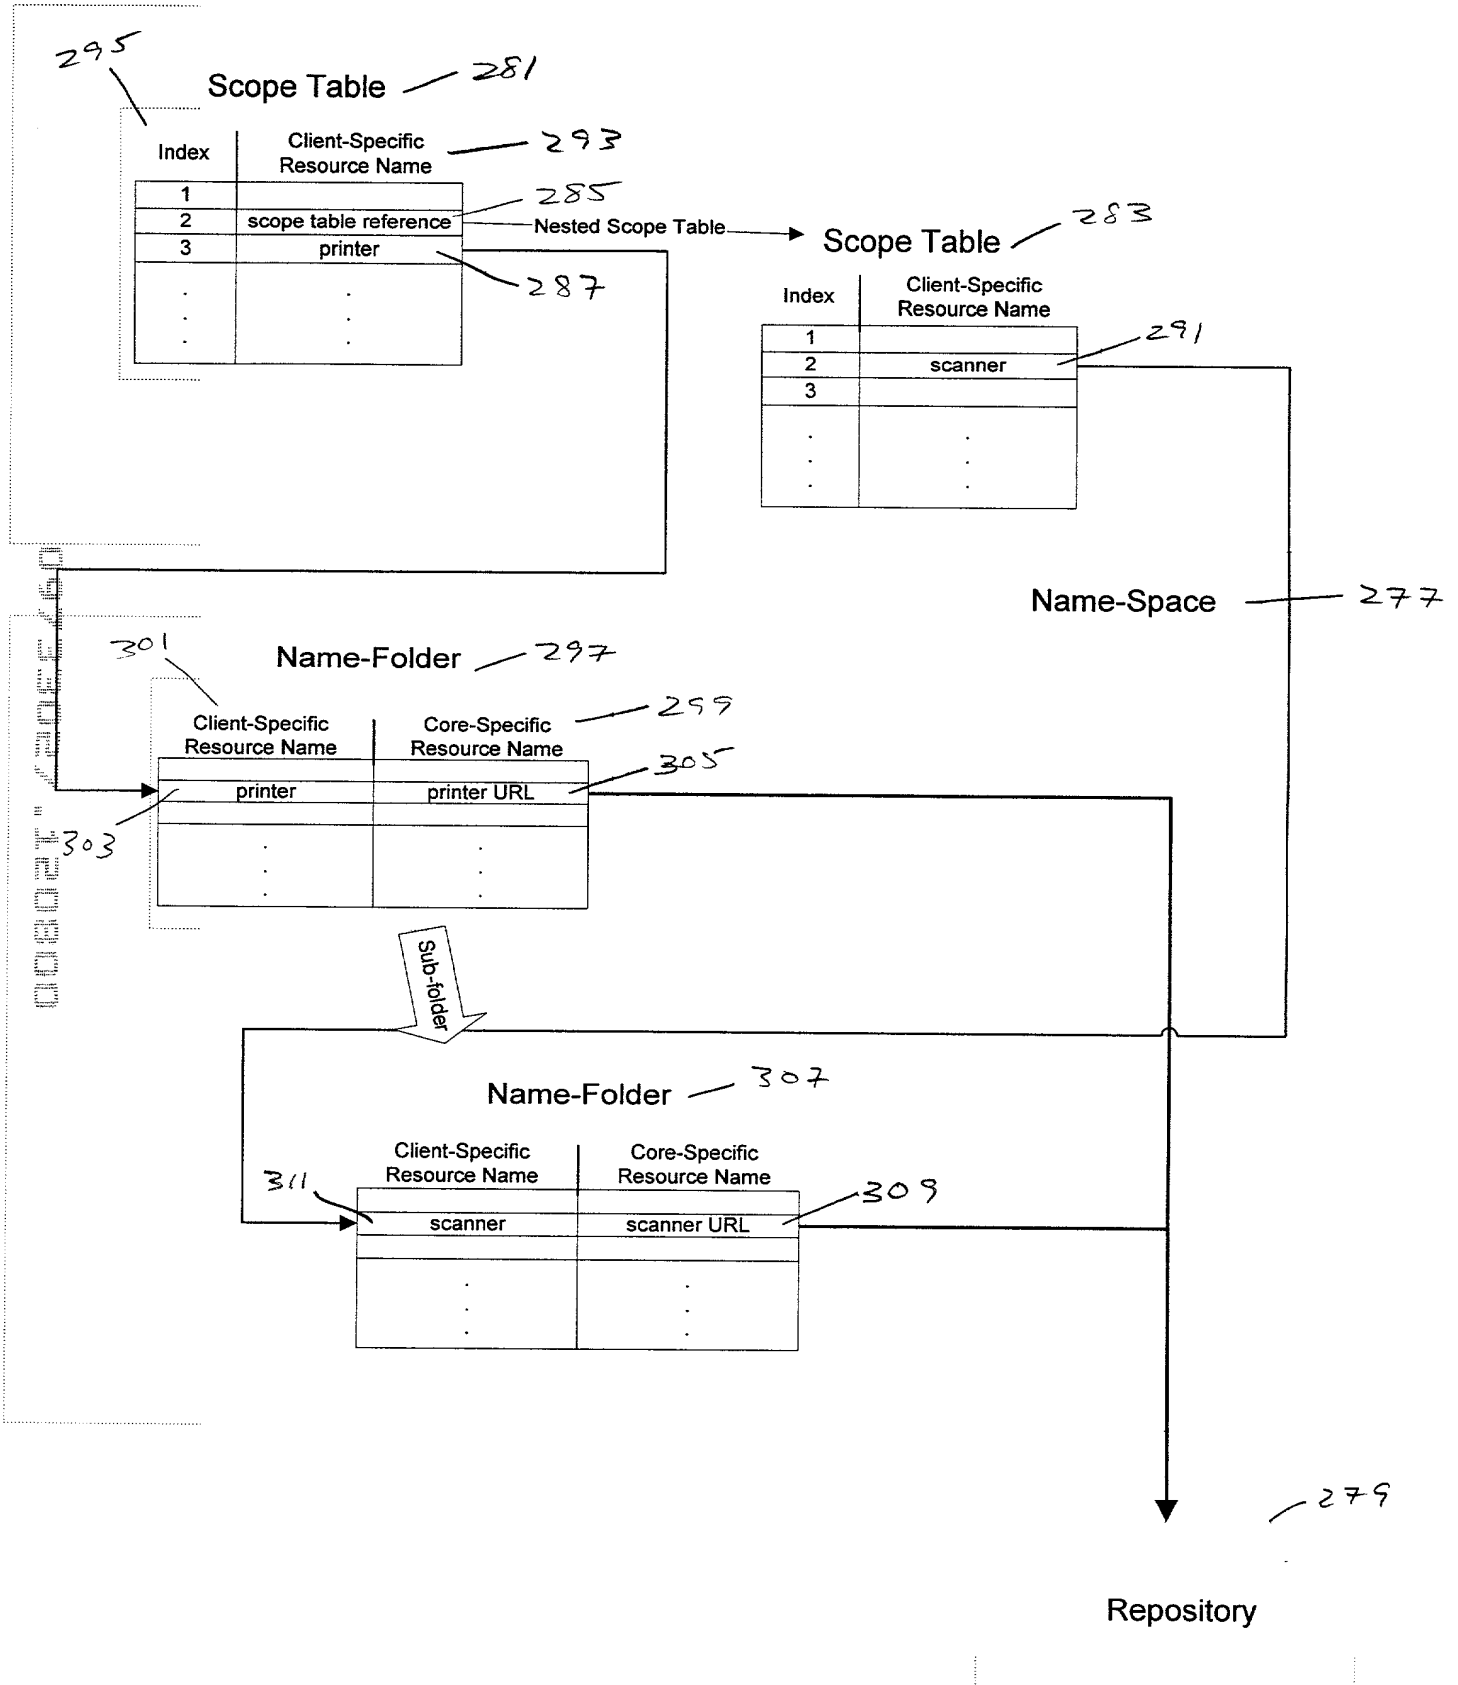 295
Scope Table 281
Index Client-Specific Resource Name 293
1
2 scope table reference 285
Nested Scope Table
3 printer 287
Scope Table 283
Index Client-Specific Resource Name
1
2 scanner 291
3
Name-Space 277
301
Name-Folder 297
Client-Specific Resource Name
Core-Specific Resource Name 299
printer printer URL 305
303
Sub-folder
Name-Folder 307
Client-Specific Resource Name
Core-Specific Resource Name
311
scanner scanner URL 309
279
Repository